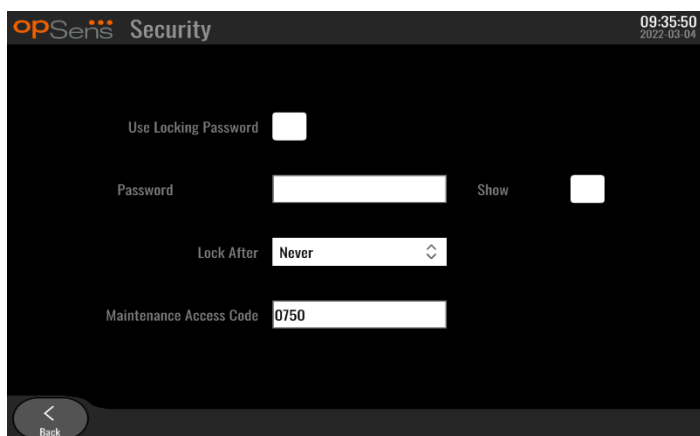 opSens Security
09:35:50
2022-03-04
Use Locking Password
Password
Show
Lock After Never
Maintenance Access Code 0750
Back